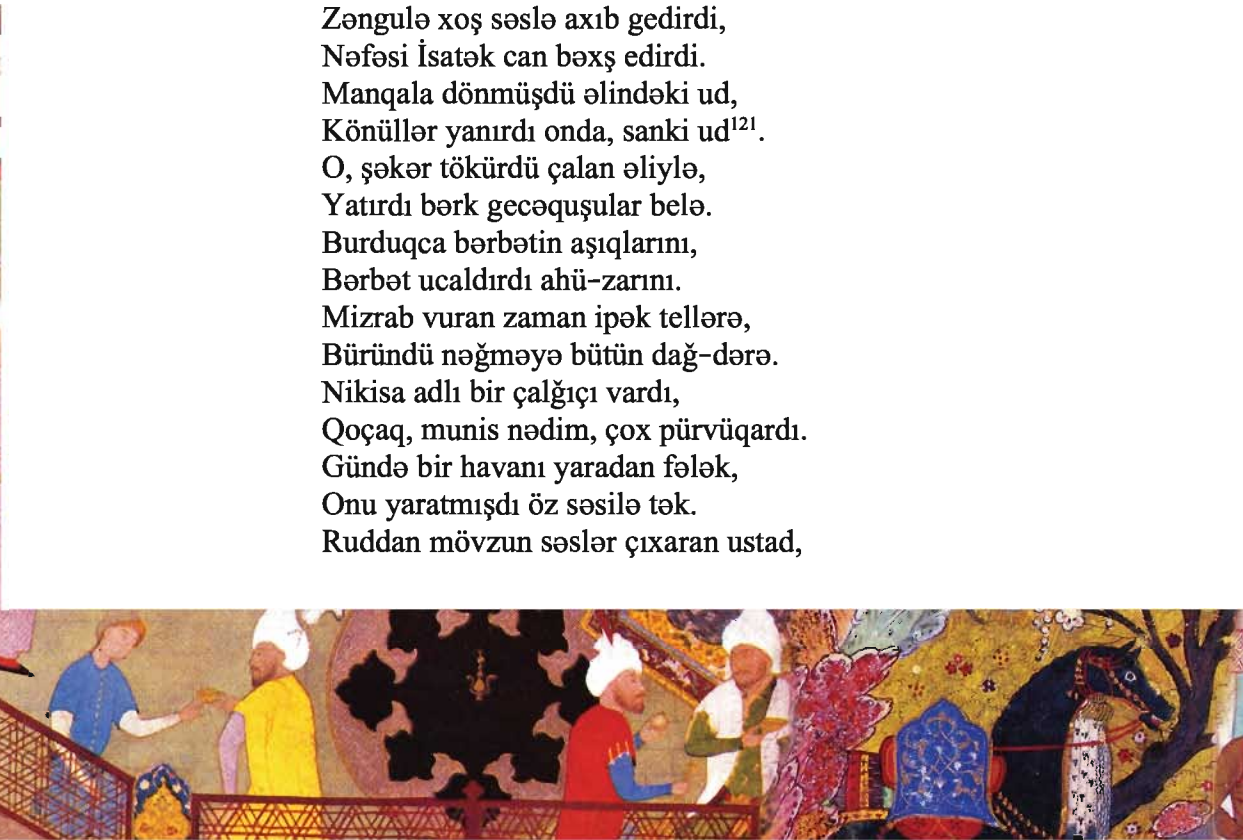 Zəngulə xoş səslə axıb gedirdi,
Nəfəsi İsatək can bəxş edirdi.
Manqala dönmüşdü əlindəki ud,
Könüllər yanırdı onda, sanki ud¹²¹.
O, şəkər tökürdü çalan əliylə,
Yatırdı bərk gecəquşular belə.
Burduqca bərbətin aşıqlarını,
Bərbət ucaldırdı ahü-zarını.
Mizrab vuran zaman ipək tellərə,
Büründü nəğməyə bütün dağ-dərə.
Nikisa adlı bir çalğıçı vardı,
Qoçaq, munis nədim, çox pürvüqardı.
Gündə bir havanı yaradan fələk,
Onu yaratmışdı öz səsilə tək.
Ruddan mövzun səslər çıxaran ustad,